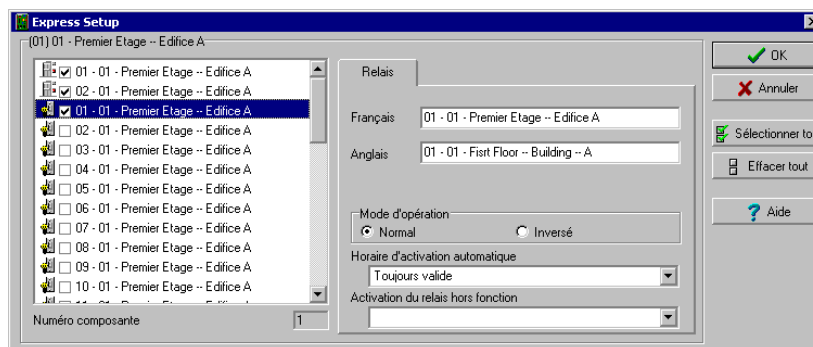 Express Setup
(01) 01 - Premier Etage -- Edifice A
01 - 01 - Premier Etage -- Edifice A
02 - 01 - Premier Etage -- Edifice A
01 - 01 - Premier Etage -- Edifice A
02 - 01 - Premier Etage -- Edifice A
03 - 01 - Premier Etage -- Edifice A
04 - 01 - Premier Etage -- Edifice A
05 - 01 - Premier Etage -- Edifice A
06 - 01 - Premier Etage -- Edifice A
07 - 01 - Premier Etage -- Edifice A
08 - 01 - Premier Etage -- Edifice A
09 - 01 - Premier Etage -- Edifice A
10 - 01 - Premier Etage -- Edifice A
11 - 01 - Premier Etage -- Edifice A
Numéro composante 1
Relais
Français 01 - 01 - Premier Etage -- Edifice A
Anglais 01 - 01 - Fisrt Floor -- Building -- A
Mode d'opération
Normal Inversé
Horaire d'activation automatique
Toujours valide
Activation du relais hors fonction
OK
Annuler
Sélectionner to
Effacer tout
Aide